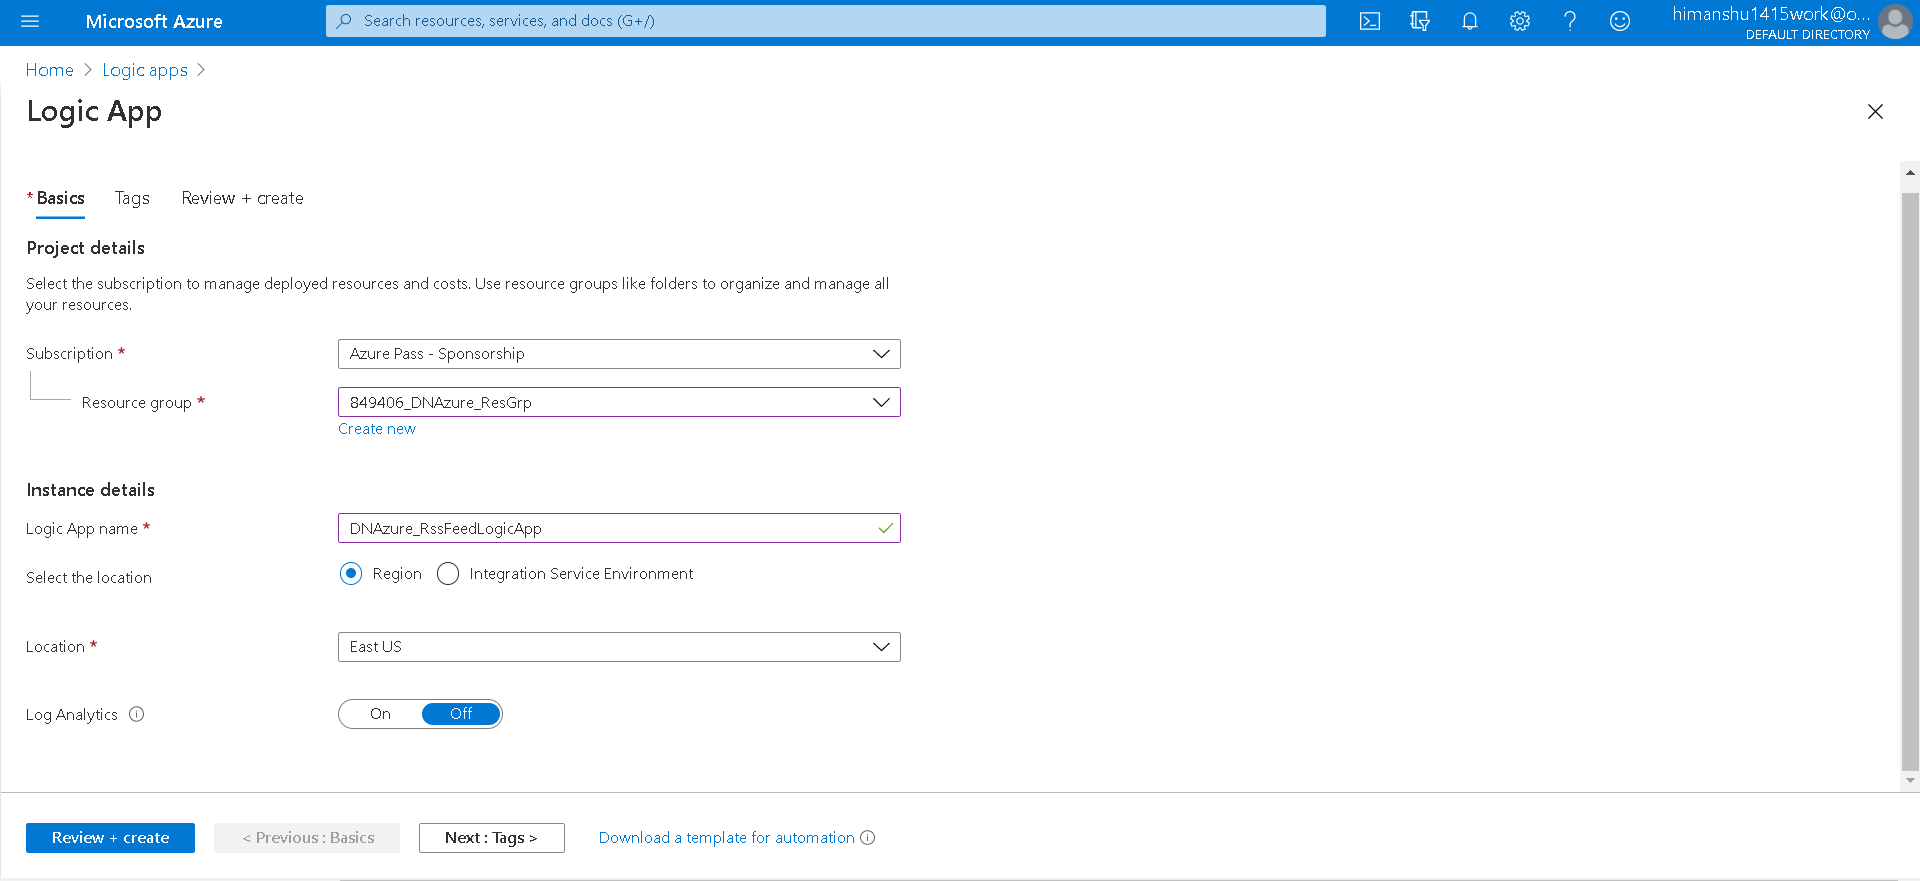 Microsoft Azure
Search resources, services, and docs (G+/)
himanshu1415work@o...
DEFAULT DIRECTORY
Home > Logic apps >
Logic App
* Basics Tags Review + create
Project details
Select the subscription to manage deployed resources and costs. Use resource groups like folders to organize and manage all
your resources.
Subscription * Azure Pass - Sponsorship
Resource group * 849406_DNAzure_ResGrp
Create new
Instance details
Logic App name * DNAzure_RssFeedLogicApp
Select the location Region Integration Service Environment
Location * East US
Log Analytics On Off
Review + create < Previous : Basics Next : Tags > Download a template for automation